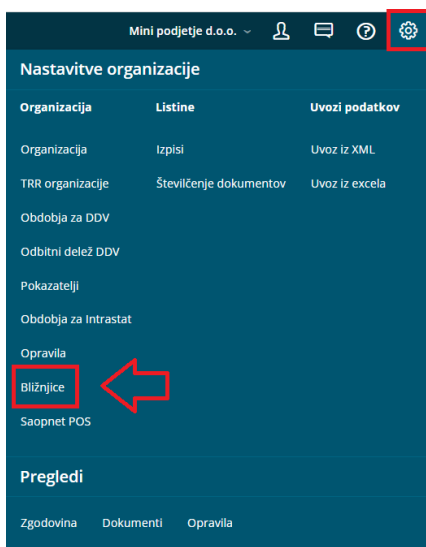 Mini podjetje d.o.o.
Nastavitve organizacije
Organizacija Listine Uvozi podatkov
Organizacija Izpisi Uvoz iz XML
TRR organizacije Številčenje dokumentov Uvoz iz excela
Obdobja za DDV
Odbitni delež DDV
Pokazatelji
Obdobja za Intrastat
Opravila
Bližnjice
Saopnet POS
Pregledi
Zgodovina Dokumenti Opravila